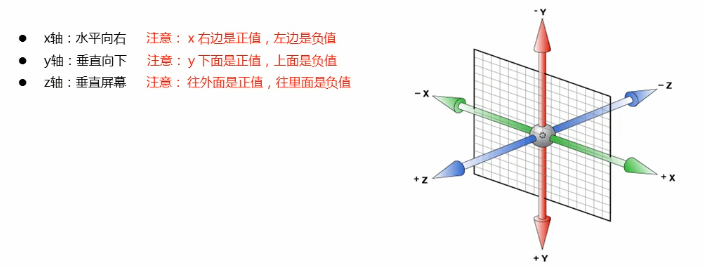 ● x轴：水平向右 注意： x 右边是正值，左边是负值
● y轴：垂直向下 注意： y 下面是正值，上面是负值
● z轴：垂直屏幕 注意： 往外面是正值，往里面是负值
- Y
- X
- Z
+ Z
+ X
+ Y